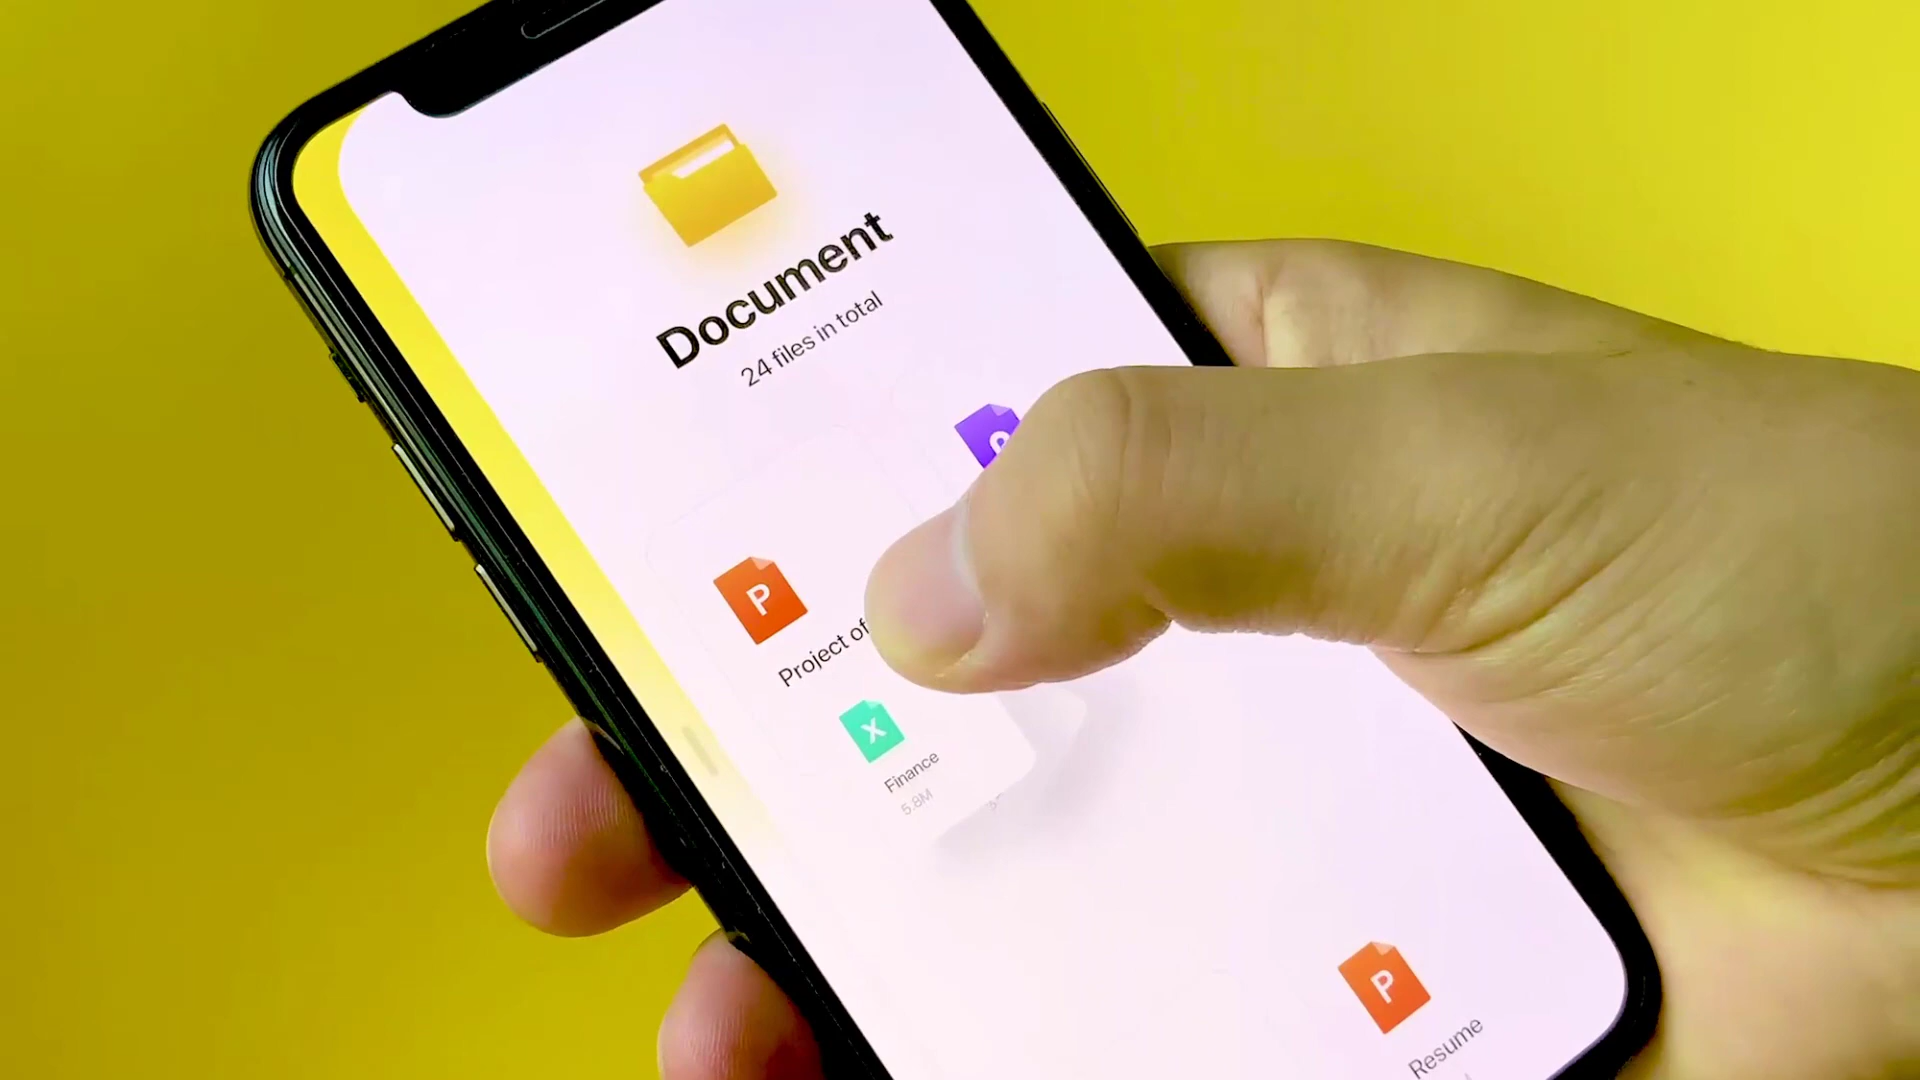 Document
24 files in total
P
Project of
X
Finance
5.8M
P
Resume